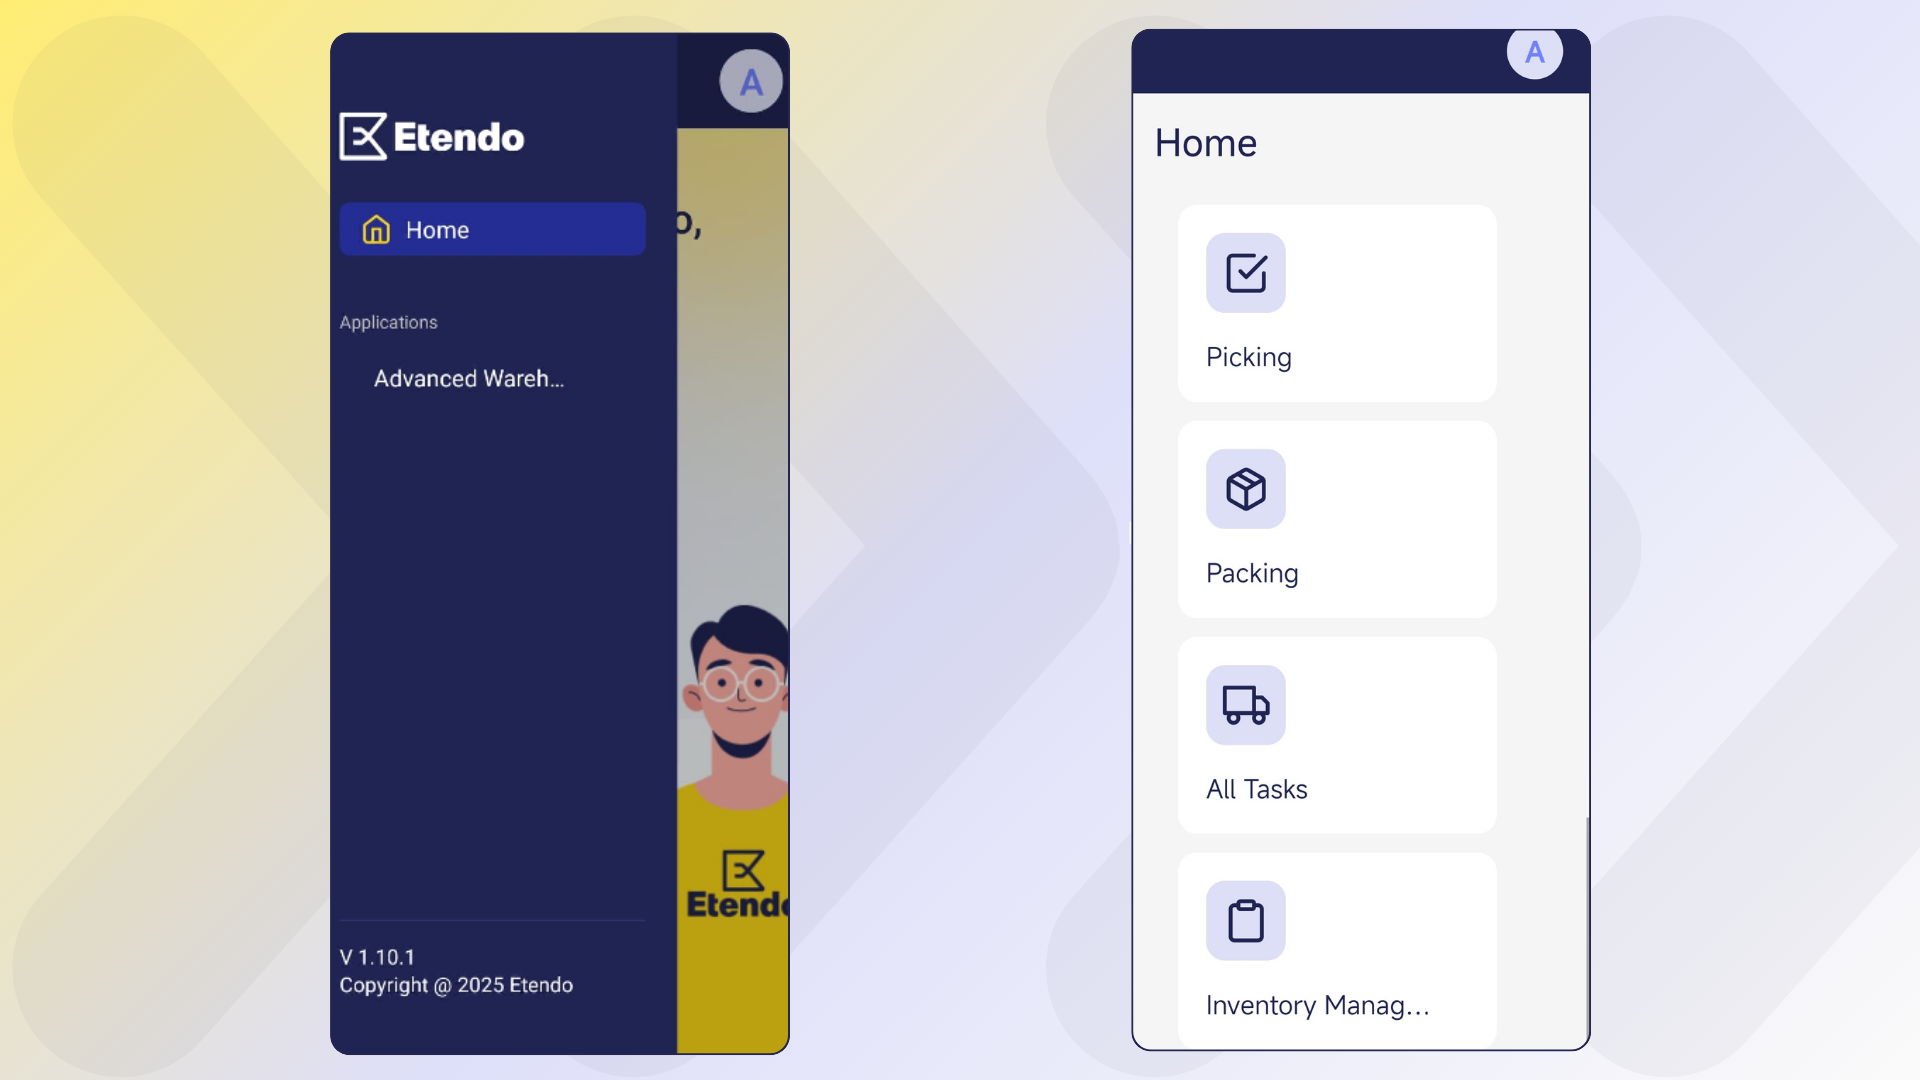 A
Etendo
Home
o,
Applications
Advanced Wareh...
Etendo
V 1.10.1
Copyright @ 2025 Etendo
A
Home
Picking
Packing
All Tasks
Inventory Manag...